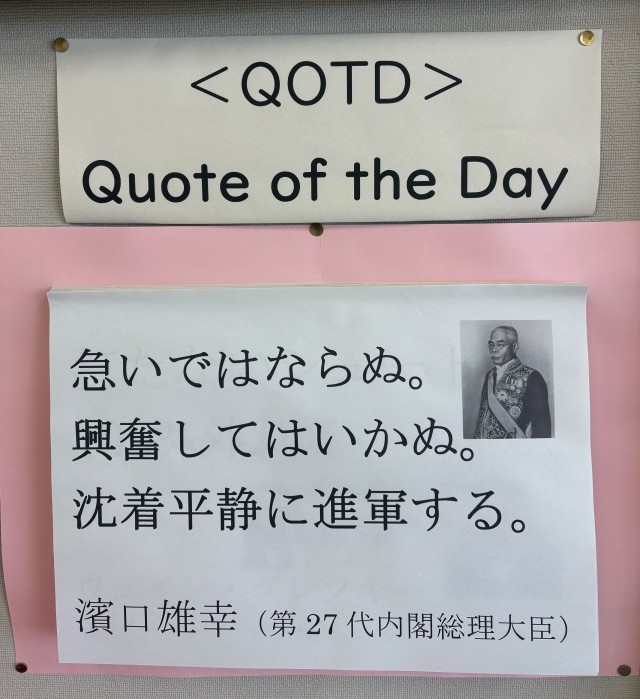 ＜QOTD＞
Quote of the Day
急いではならぬ。
興奮してはいかぬ。
沈着平静に進軍する。
濱口雄幸（第27代内閣総理大臣）